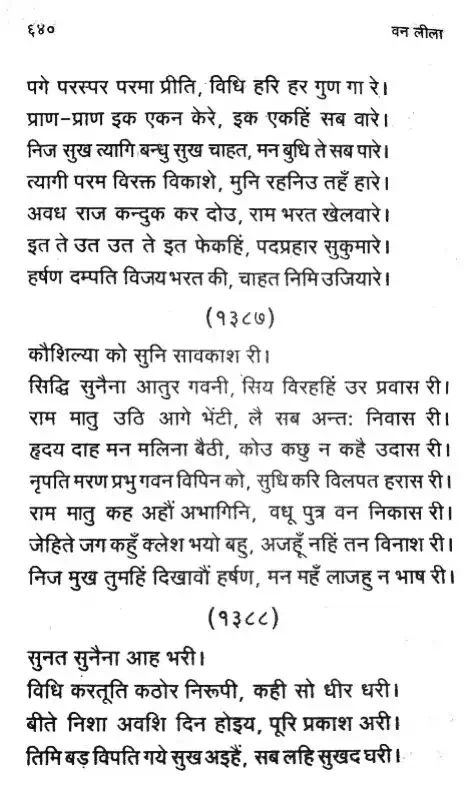 ६४० वन लीला
पगे परस्पर परमा प्रीति, विधि हरि हर गुण गा रे।
प्राण-प्राण इक एकन केरे, इक एकहिं सब वारे।
निज सुख त्यागि बन्धु सुख चाहत, मन बुधि ते सब पारे।
त्यागी परम विरक्त विकाशे, मुनि रहनिउ तहँ हारे।
अवध राज कन्दुक कर दोउ, राम भरत खेलवारे।
इत ते उत उत ते इत फेकहिं, पदप्रहार सुकुमारे।
हर्षण दम्पति विजय भरत की, चाहत निमि उजियारे।
(१३८७)
कौशिल्या को सुनि सावकाश री।
सिद्धि सुनैना आतुर गवनी, सिय विरहहिं उर प्रवास री।
राम मातु उठि आगे भेंटी, लै सब अन्तः निवास री।
हृदय दाह मन मलिना बैठी, कोउ कछु न कहै उदास री।
नृपति मरण प्रभु गवन विपिन को, सुधि करि विलपत हरास री।
राम मातु कह अहौं अभागिनि, वधू पुत्र वन निकास री।
जेहिते जग कहुँ क्लेश भयो बहु, अजहूँ नहिं तन विनाश री।
निज मुख तुमहिं दिखावौं हर्षण, मन महँ लाजहु न भाष री।
(१३८८)
सुनत सुनैना आह भरी।
विधि करतूति कठोर निरूपी, कही सो धीर धरी।
बीते निशा अवशि दिन होइय, पूरि प्रकाश अरी।
तिमि बड़ विपति गये सुख अइहैं, सब लहि सुखद घरी।